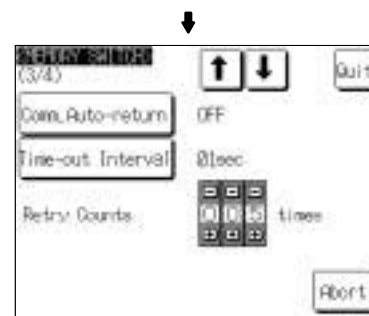 MEMORY SWITCH
(3/4)
Quit
Comm. Auto-return OFF
Time-out Interval 01sec
Retry Counts times
Abort